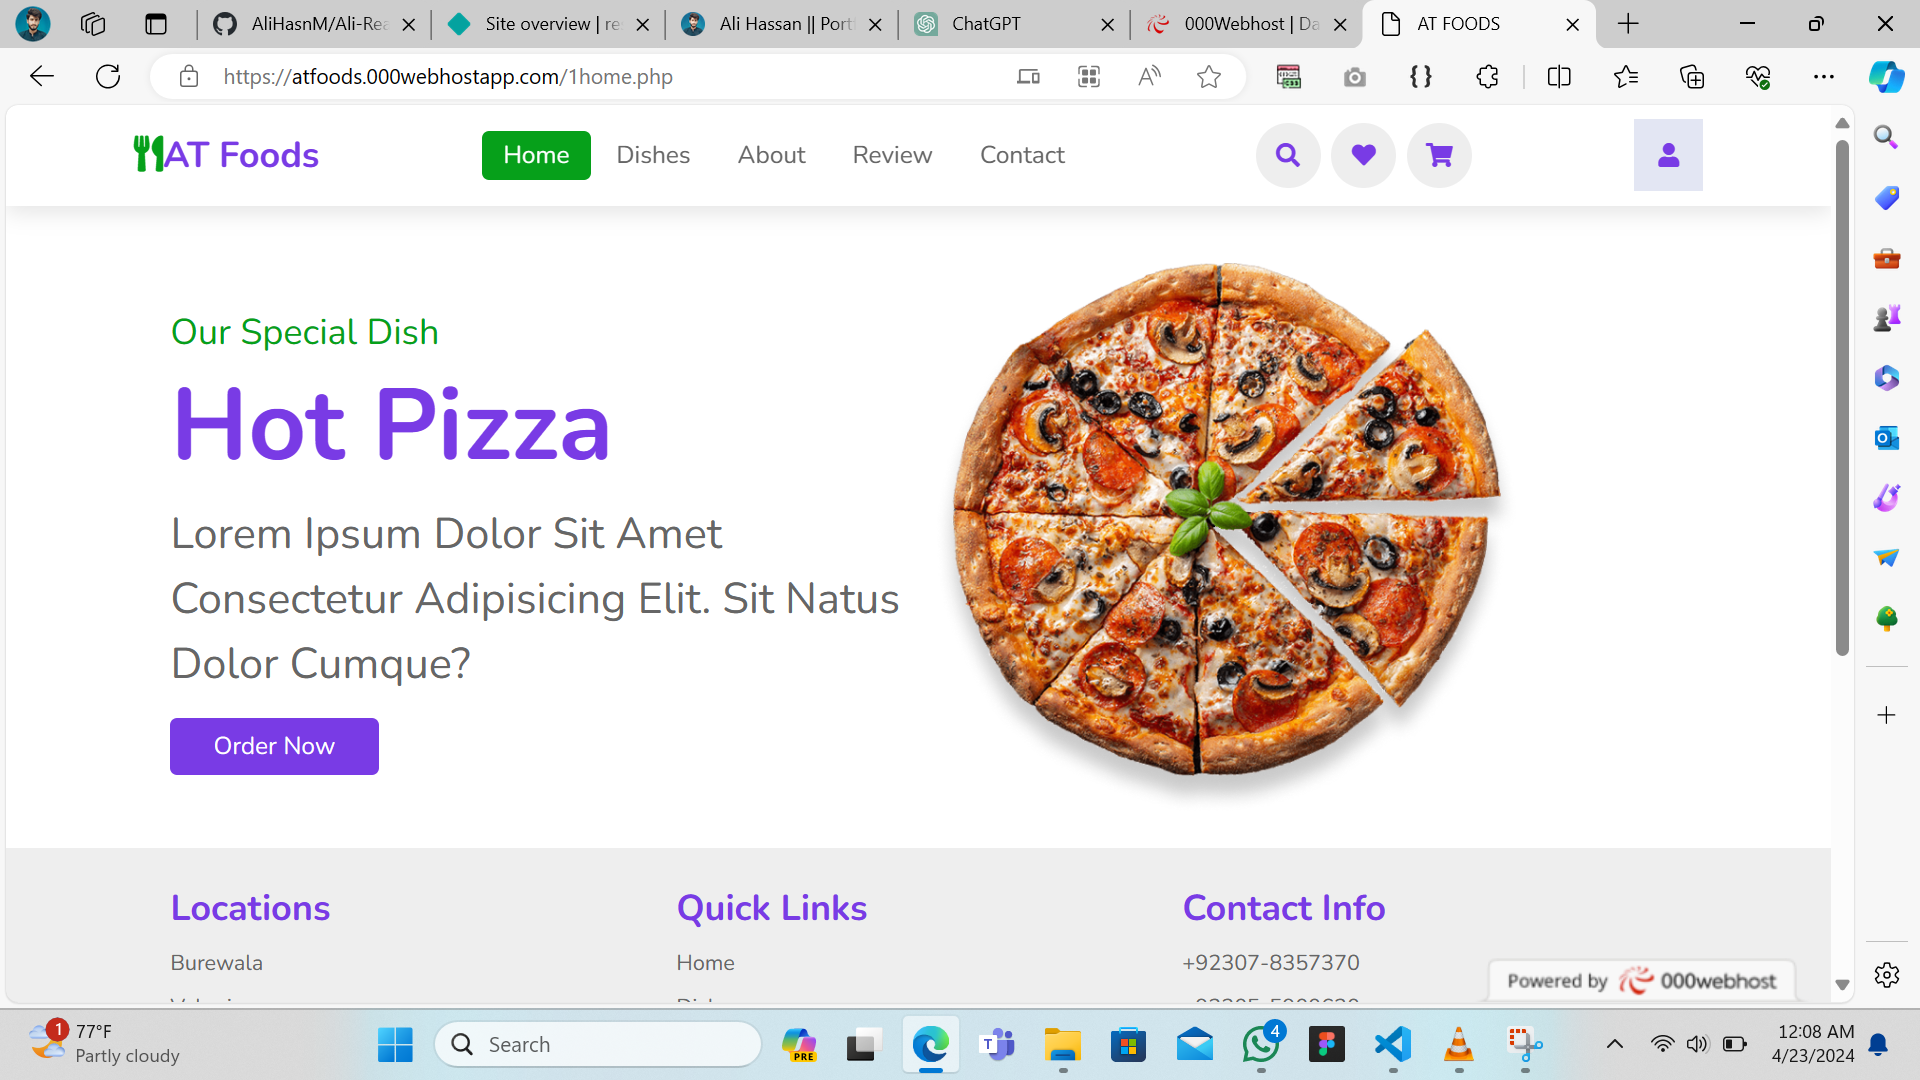 AliHasnM/Ali-Rea
Site overview | re
Ali Hassan || Port
ChatGPT
000Webhost | Da
AT FOODS
https://atfoods.000webhostapp.com/1home.php
AT Foods
Home
Dishes
About
Review
Contact
Our Special Dish
Hot Pizza
Lorem Ipsum Dolor Sit Amet
Consectetur Adipisicing Elit. Sit Natus
Dolor Cumque?
Order Now
Locations
Quick Links
Contact Info
Burewala
Home
+92307-8357370
Powered by 000webhost
1
77°F
Partly cloudy
Search
PRE
4
12:08 AM
4/23/2024